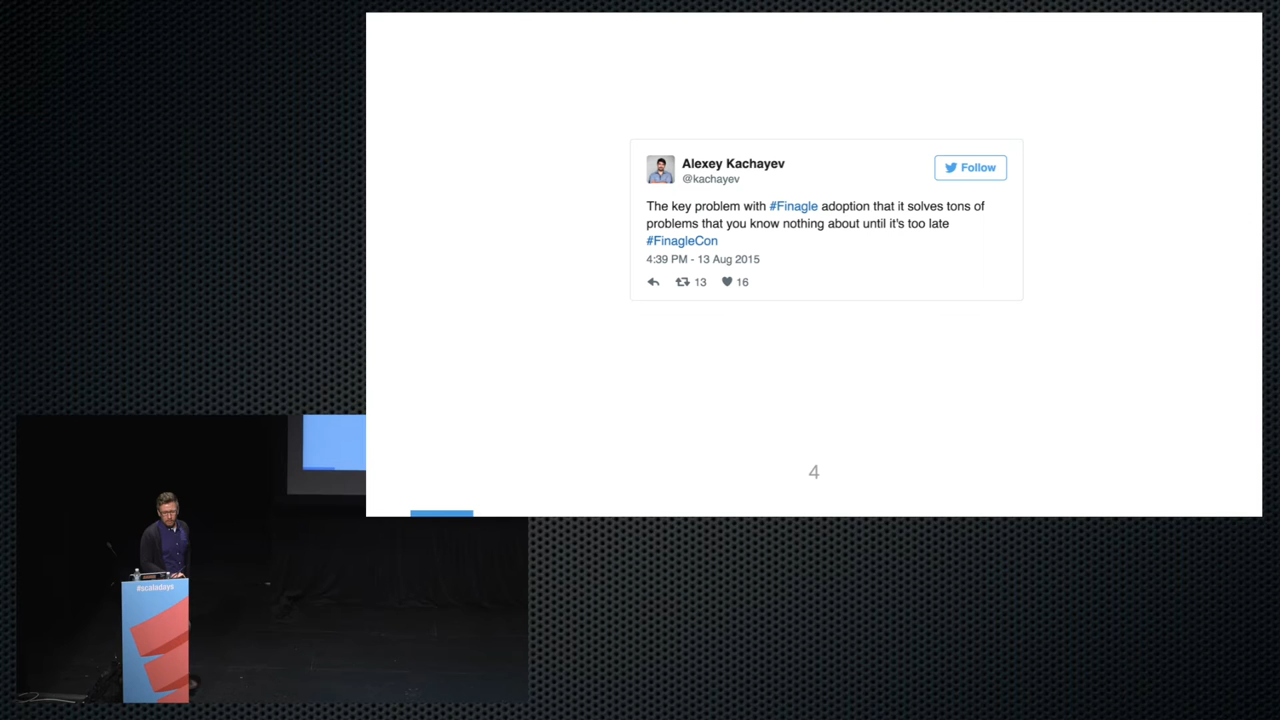 Alexey Kachayev
@kachayev
Follow
The key problem with #Finagle adoption that it solves tons of
problems that you know nothing about until it's too late
#FinagleCon
4:39 PM - 13 Aug 2015
13 16
4
#scaladays